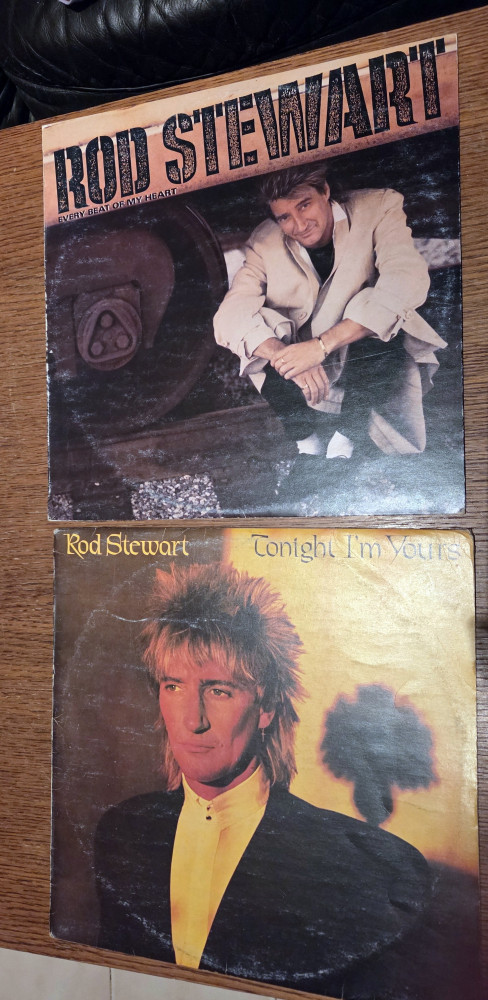 ROD STEWART
EVERY BEAT OF MY HEART
Rod Stewart Tonight I'm Yours